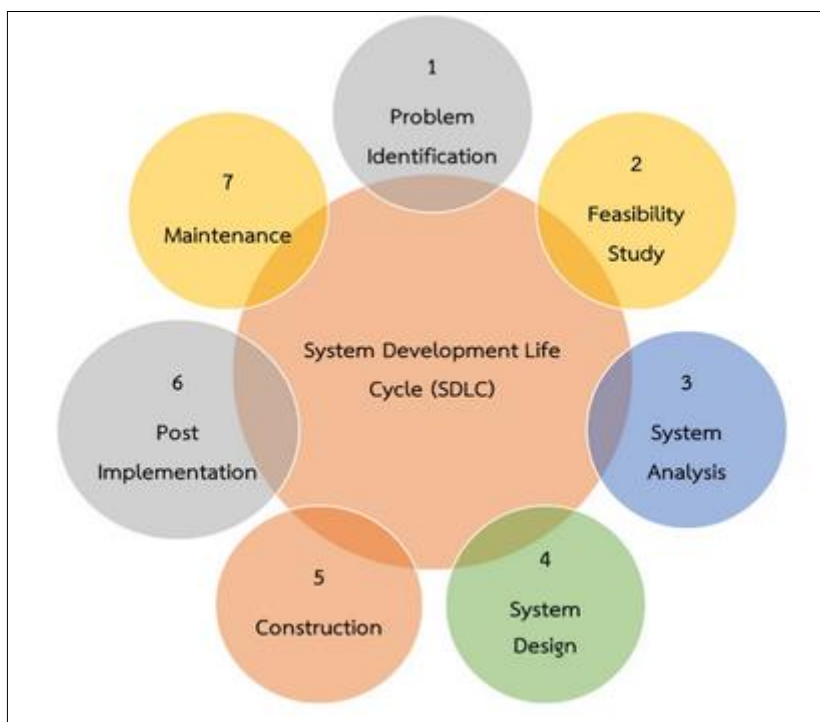 1
Problem
Identification
2
Feasibility
Study
3
System
Analysis
4
System
Design
5
Construction
6
Post
Implementation
7
Maintenance
System Development Life
Cycle (SDLC)